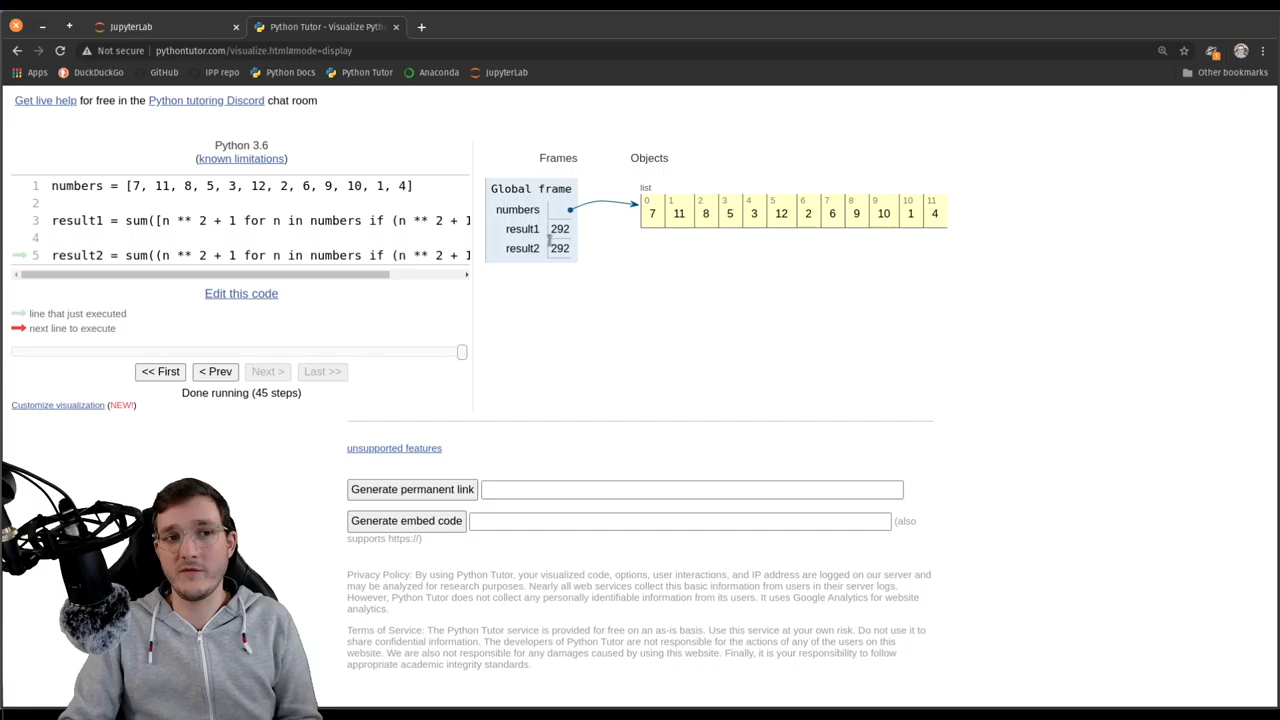 JupyterLab
Python Tutor - Visualize Pyth
Not secure pythontutor.com/visualize.html#mode=display
Apps DuckDuckGo GitHub IPP repo Python Docs Python Tutor Anaconda JupyterLab Other bookmarks
Get live help for free in the Python tutoring Discord chat room
Python 3.6
(known limitations)
1 numbers = [7, 11, 8, 5, 3, 12, 2, 6, 9, 10, 1, 4]
2
3 result1 = sum([n ** 2 + 1 for n in numbers if (n ** 2 + 1
4
5 result2 = sum((n ** 2 + 1 for n in numbers if (n ** 2 + 1
Edit this code
line that just executed
next line to execute
<< First < Prev Next > Last >>
Done running (45 steps)
Customize visualization (NEW!)
Frames Objects
Global frame
numbers
result1 292
result2 292
list
0 1 2 3 4 5 6 7 8 9 10 11
7 11 8 5 3 12 2 6 9 10 1 4
unsupported features
Generate permanent link
Generate embed code (also
supports https://)
Privacy Policy: By using Python Tutor, your visualized code, options, user interactions, and IP address are logged on our server and
may be analyzed for research purposes. Nearly all web services collect this basic information from users in their server logs.
However, Python Tutor does not collect any personally identifiable information from its users. It uses Google Analytics for website
analytics.
Terms of Service: The Python Tutor service is provided for free on an as-is basis. Use this service at your own risk. Do not use it to
share confidential information. The developers of Python Tutor are not responsible for the actions of any of the users on this
website. We are also not responsible for any damages caused by using this website. Finally, it is your responsibility to follow
appropriate academic integrity standards.